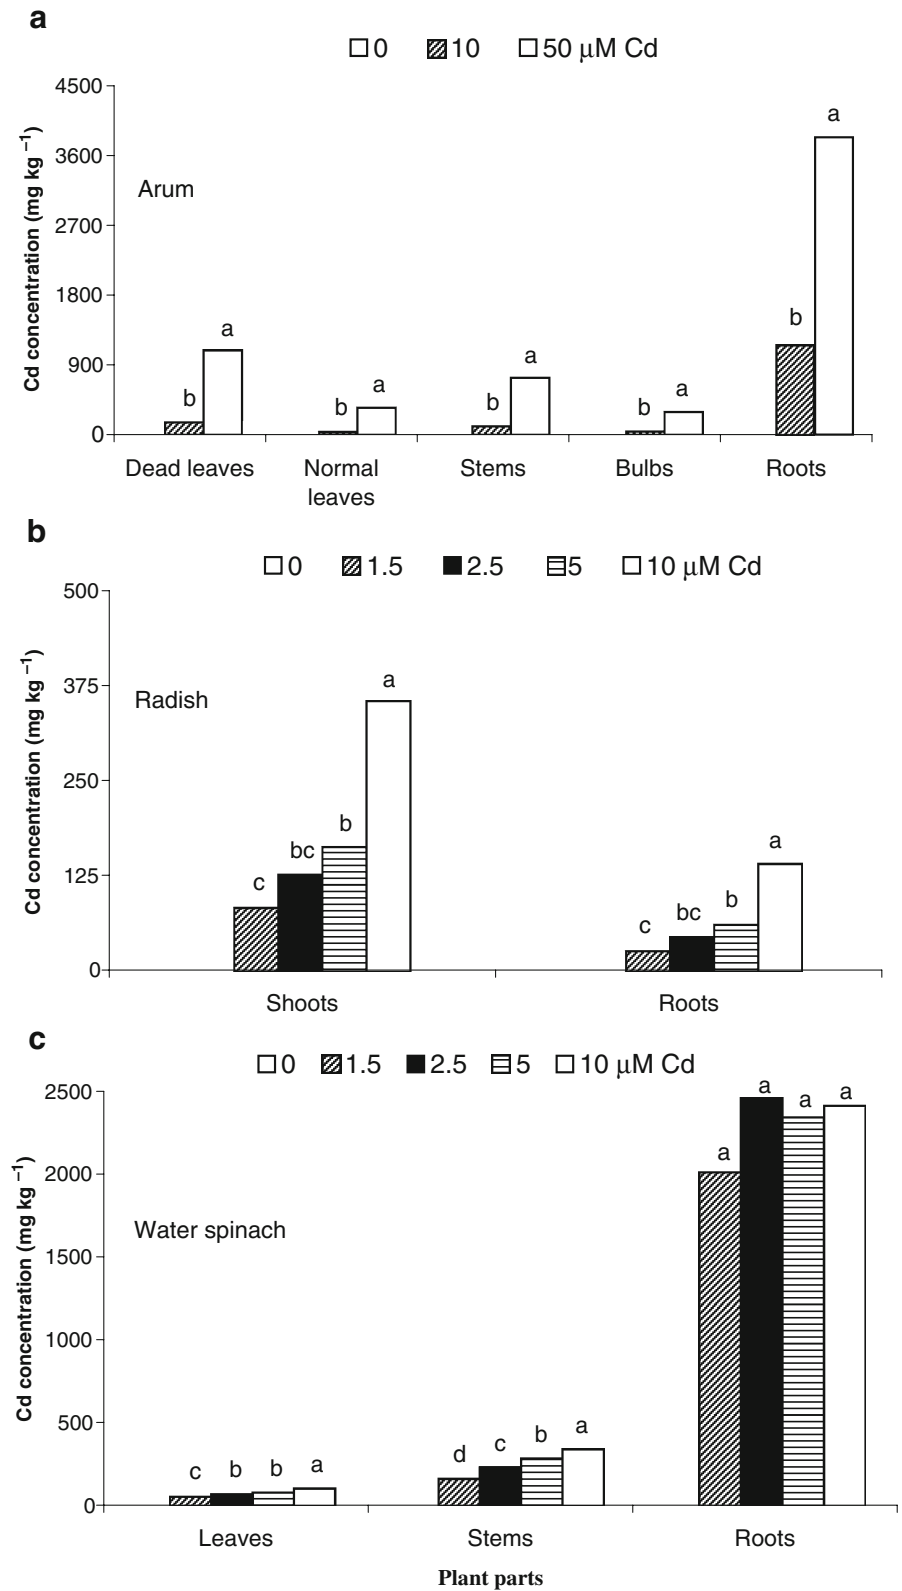 a
0 10 50 μM Cd
4500
3600
2700
1800
900
0
Cd concentration (mg kg⁻¹)
Arum
b a b a b a b a b a
Dead leaves Normal leaves Stems Bulbs Roots
b
0 1.5 2.5 5 10 μM Cd
500
375
250
125
0
Cd concentration (mg kg⁻¹)
Radish
c bc b a c bc b a
Shoots Roots
c
0 1.5 2.5 5 10 μM Cd
2500
2000
1500
1000
500
0
Cd concentration (mg kg⁻¹)
Water spinach
c b b a d c b a a a a a
Leaves Stems Roots
Plant parts